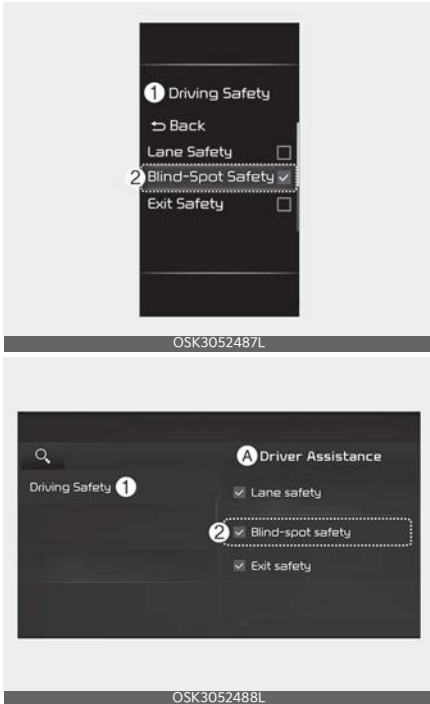 1 Driving Safety
Back
Lane Safety
2 Blind-Spot Safety
Exit Safety
OSK3052487L
A Driver Assistance
Driving Safety 1
Lane safety
2 Blind-spot safety
Exit safety
OSK3052488L